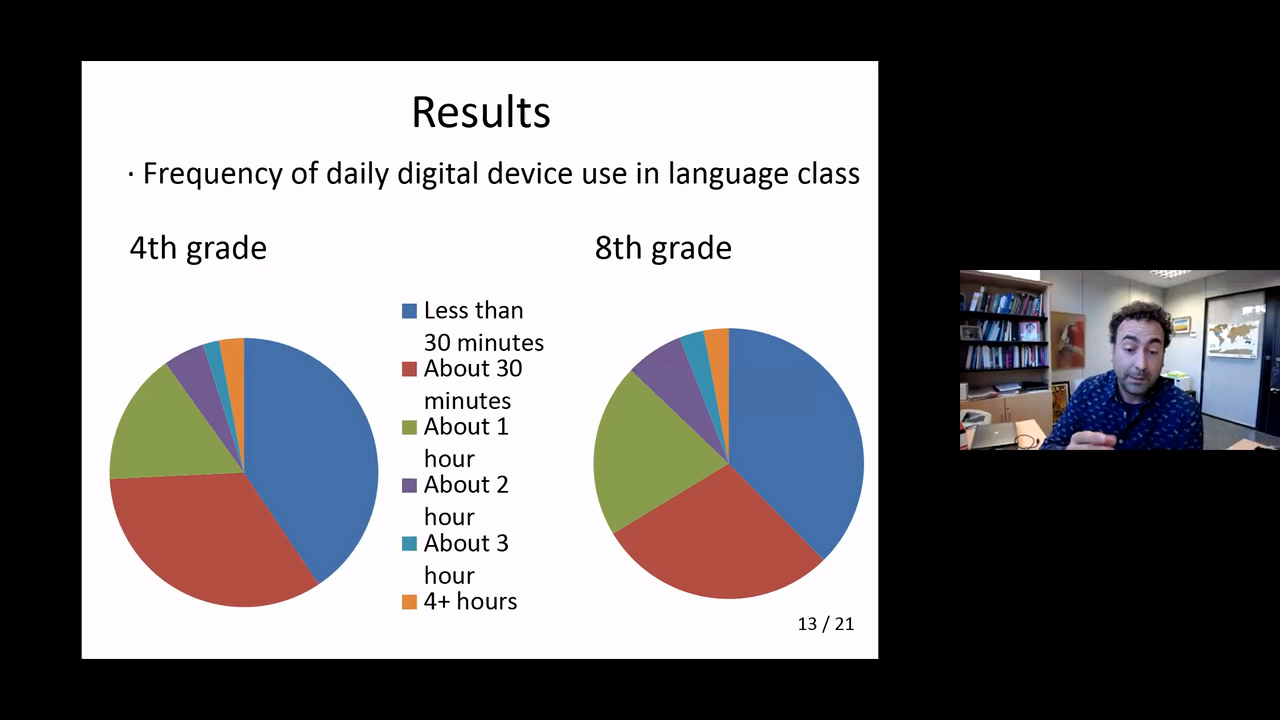 Results
· Frequency of daily digital device use in language class
4th grade
8th grade
Less than
30 minutes
About 30
minutes
About 1
hour
About 2
hour
About 3
hour
4+ hours
13 / 21